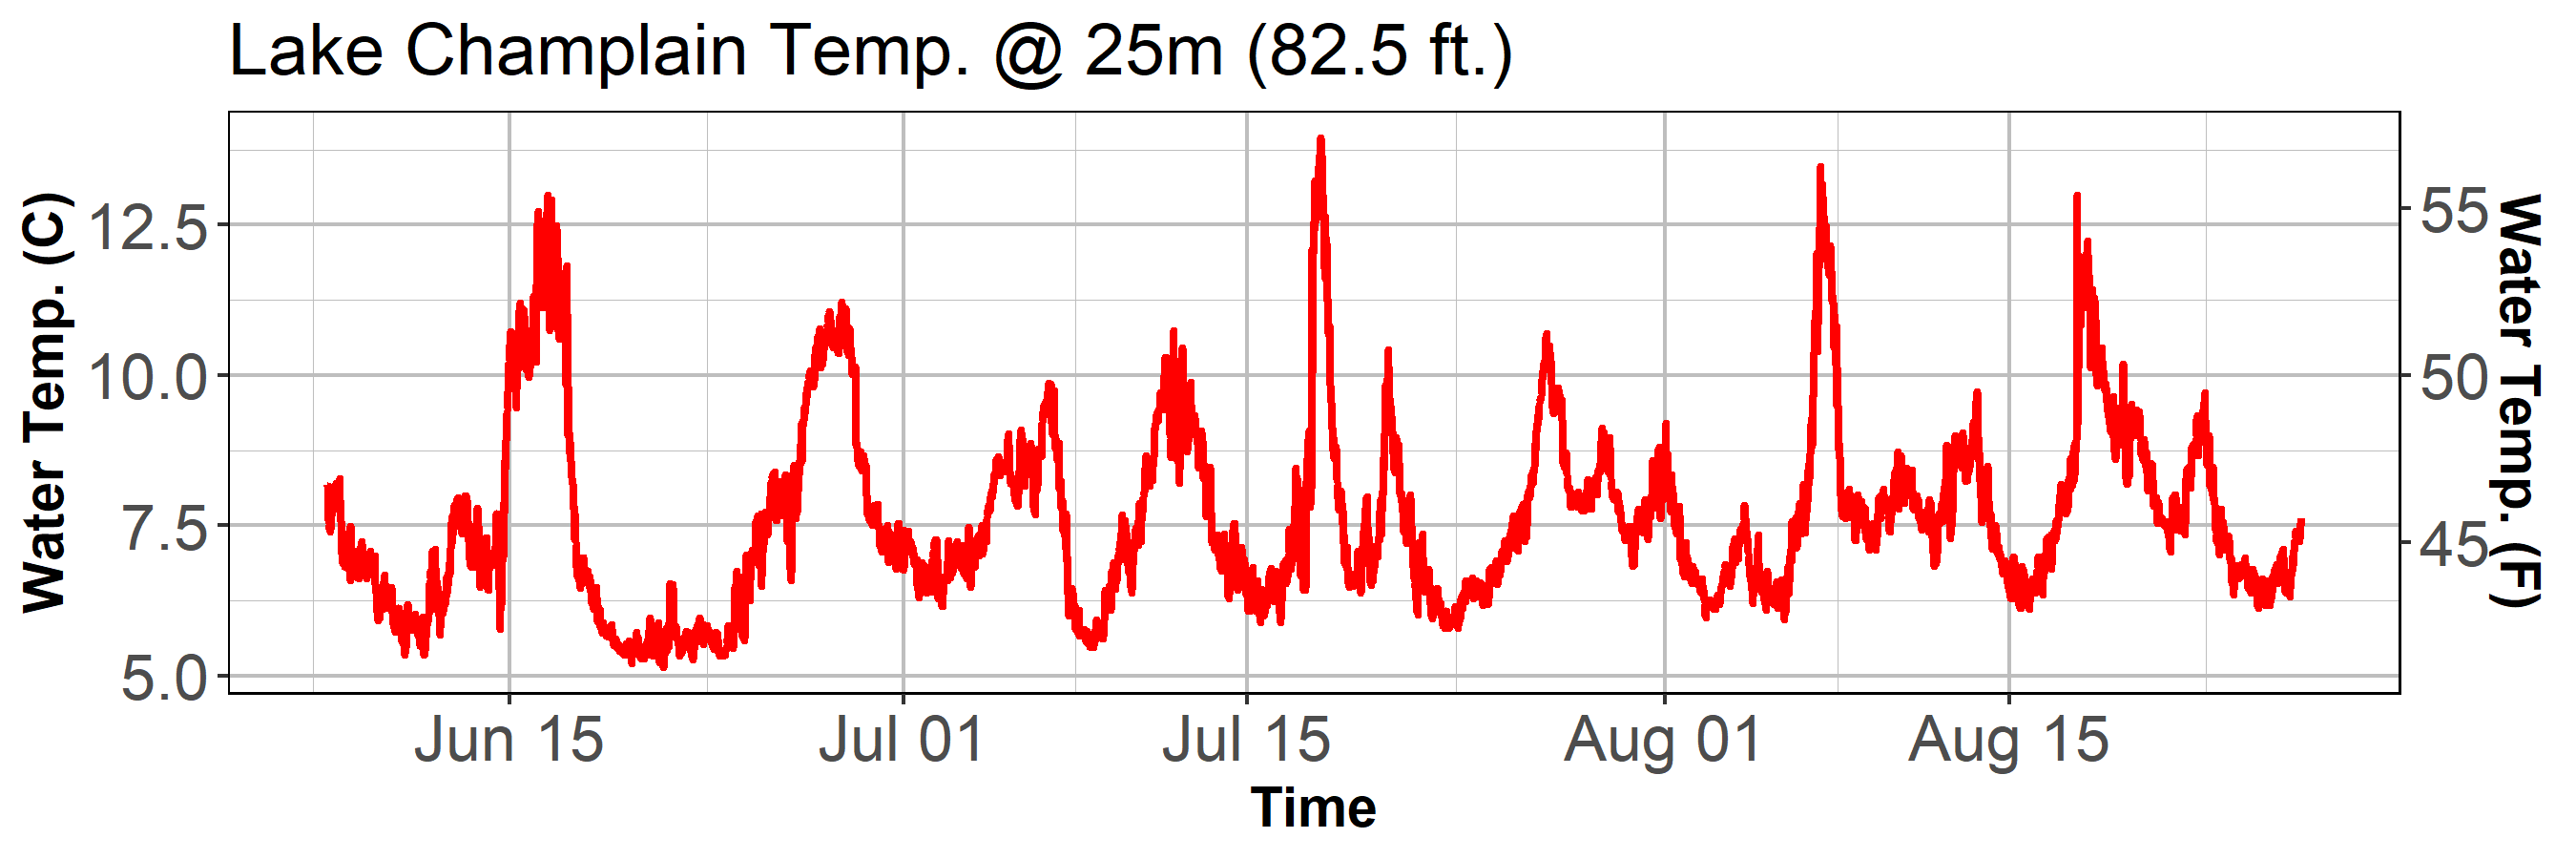 Lake Champlain Temp. @ 25m (82.5 ft.)
Water Temp. (C)
12.5
10.0
7.5
5.0
55
50
45
Water Temp. (F)
Jun 15
Jul 01
Jul 15
Aug 01
Aug 15
Time